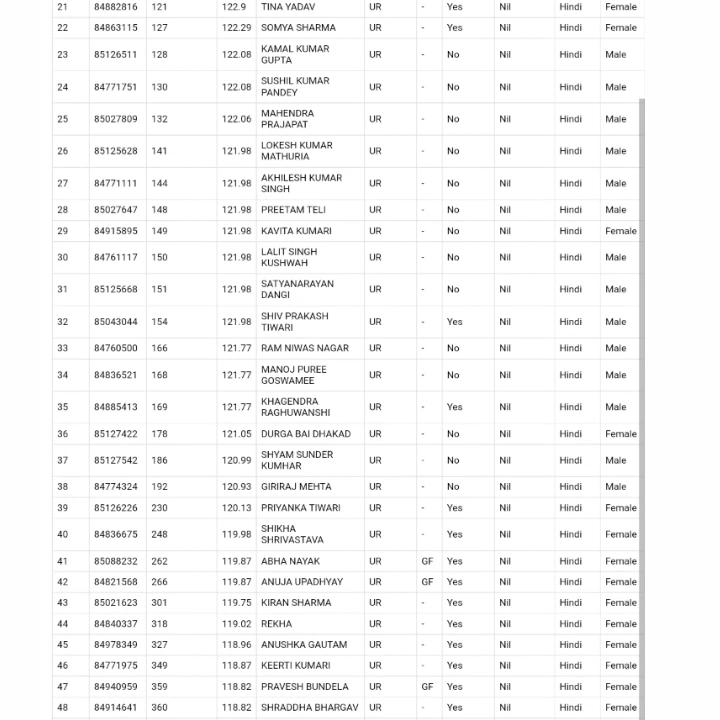 21 84882816 121 122.9 TINA YADAV UR - Yes Nil Hindi Female
22 84863115 127 122.29 SOMYA SHARMA UR - Yes Nil Hindi Female
23 85126511 128 122.08 KAMAL KUMAR GUPTA UR - No Nil Hindi Male
24 84771751 130 122.08 SUSHIL KUMAR PANDEY UR - No Nil Hindi Male
25 85027809 132 122.06 MAHENDRA PRAJAPAT UR - No Nil Hindi Male
26 85125628 141 121.98 LOKESH KUMAR MATHURIA UR - No Nil Hindi Male
27 84771111 144 121.98 AKHILESH KUMAR SINGH UR - No Nil Hindi Male
28 85027647 148 121.98 PREETAM TELI UR - No Nil Hindi Male
29 84915895 149 121.98 KAVITA KUMARI UR - No Nil Hindi Female
30 84761117 150 121.98 LALIT SINGH KUSHWAH UR - No Nil Hindi Male
31 85125668 151 121.98 SATYANARAYAN DANGI UR - No Nil Hindi Male
32 85043044 154 121.98 SHIV PRAKASH TIWARI UR - Yes Nil Hindi Male
33 84760500 166 121.77 RAM NIWAS NAGAR UR - No Nil Hindi Male
34 84836521 168 121.77 MANOJ PUREE GOSWAMEE UR - No Nil Hindi Male
35 84885413 169 121.77 KHAGENDRA RAGHUWANSHI UR - Yes Nil Hindi Male
36 85127422 178 121.05 DURGA BAI DHAKAD UR - No Nil Hindi Female
37 85127542 186 120.99 SHYAM SUNDER KUMHAR UR - No Nil Hindi Male
38 84774324 192 120.93 GIRIRAJ MEHTA UR - No Nil Hindi Male
39 85126226 230 120.13 PRIYANKA TIWARI UR - Yes Nil Hindi Female
40 84836675 248 119.98 SHIKHA SHRIVASTAVA UR - Yes Nil Hindi Female
41 85088232 262 119.87 ABHA NAYAK UR GF Yes Nil Hindi Female
42 84821568 266 119.87 ANUJA UPADHYAY UR GF Yes Nil Hindi Female
43 85021623 301 119.75 KIRAN SHARMA UR - Yes Nil Hindi Female
44 84840337 318 119.02 REKHA UR - Yes Nil Hindi Female
45 84978349 327 118.96 ANUSHKA GAUTAM UR - Yes Nil Hindi Female
46 84771975 349 118.87 KEERTI KUMARI UR - Yes Nil Hindi Female
47 84940959 359 118.82 PRAVESH BUNDELA UR GF Yes Nil Hindi Female
48 84914641 360 118.82 SHRADDHA BHARGAV UR - Yes Nil Hindi Female